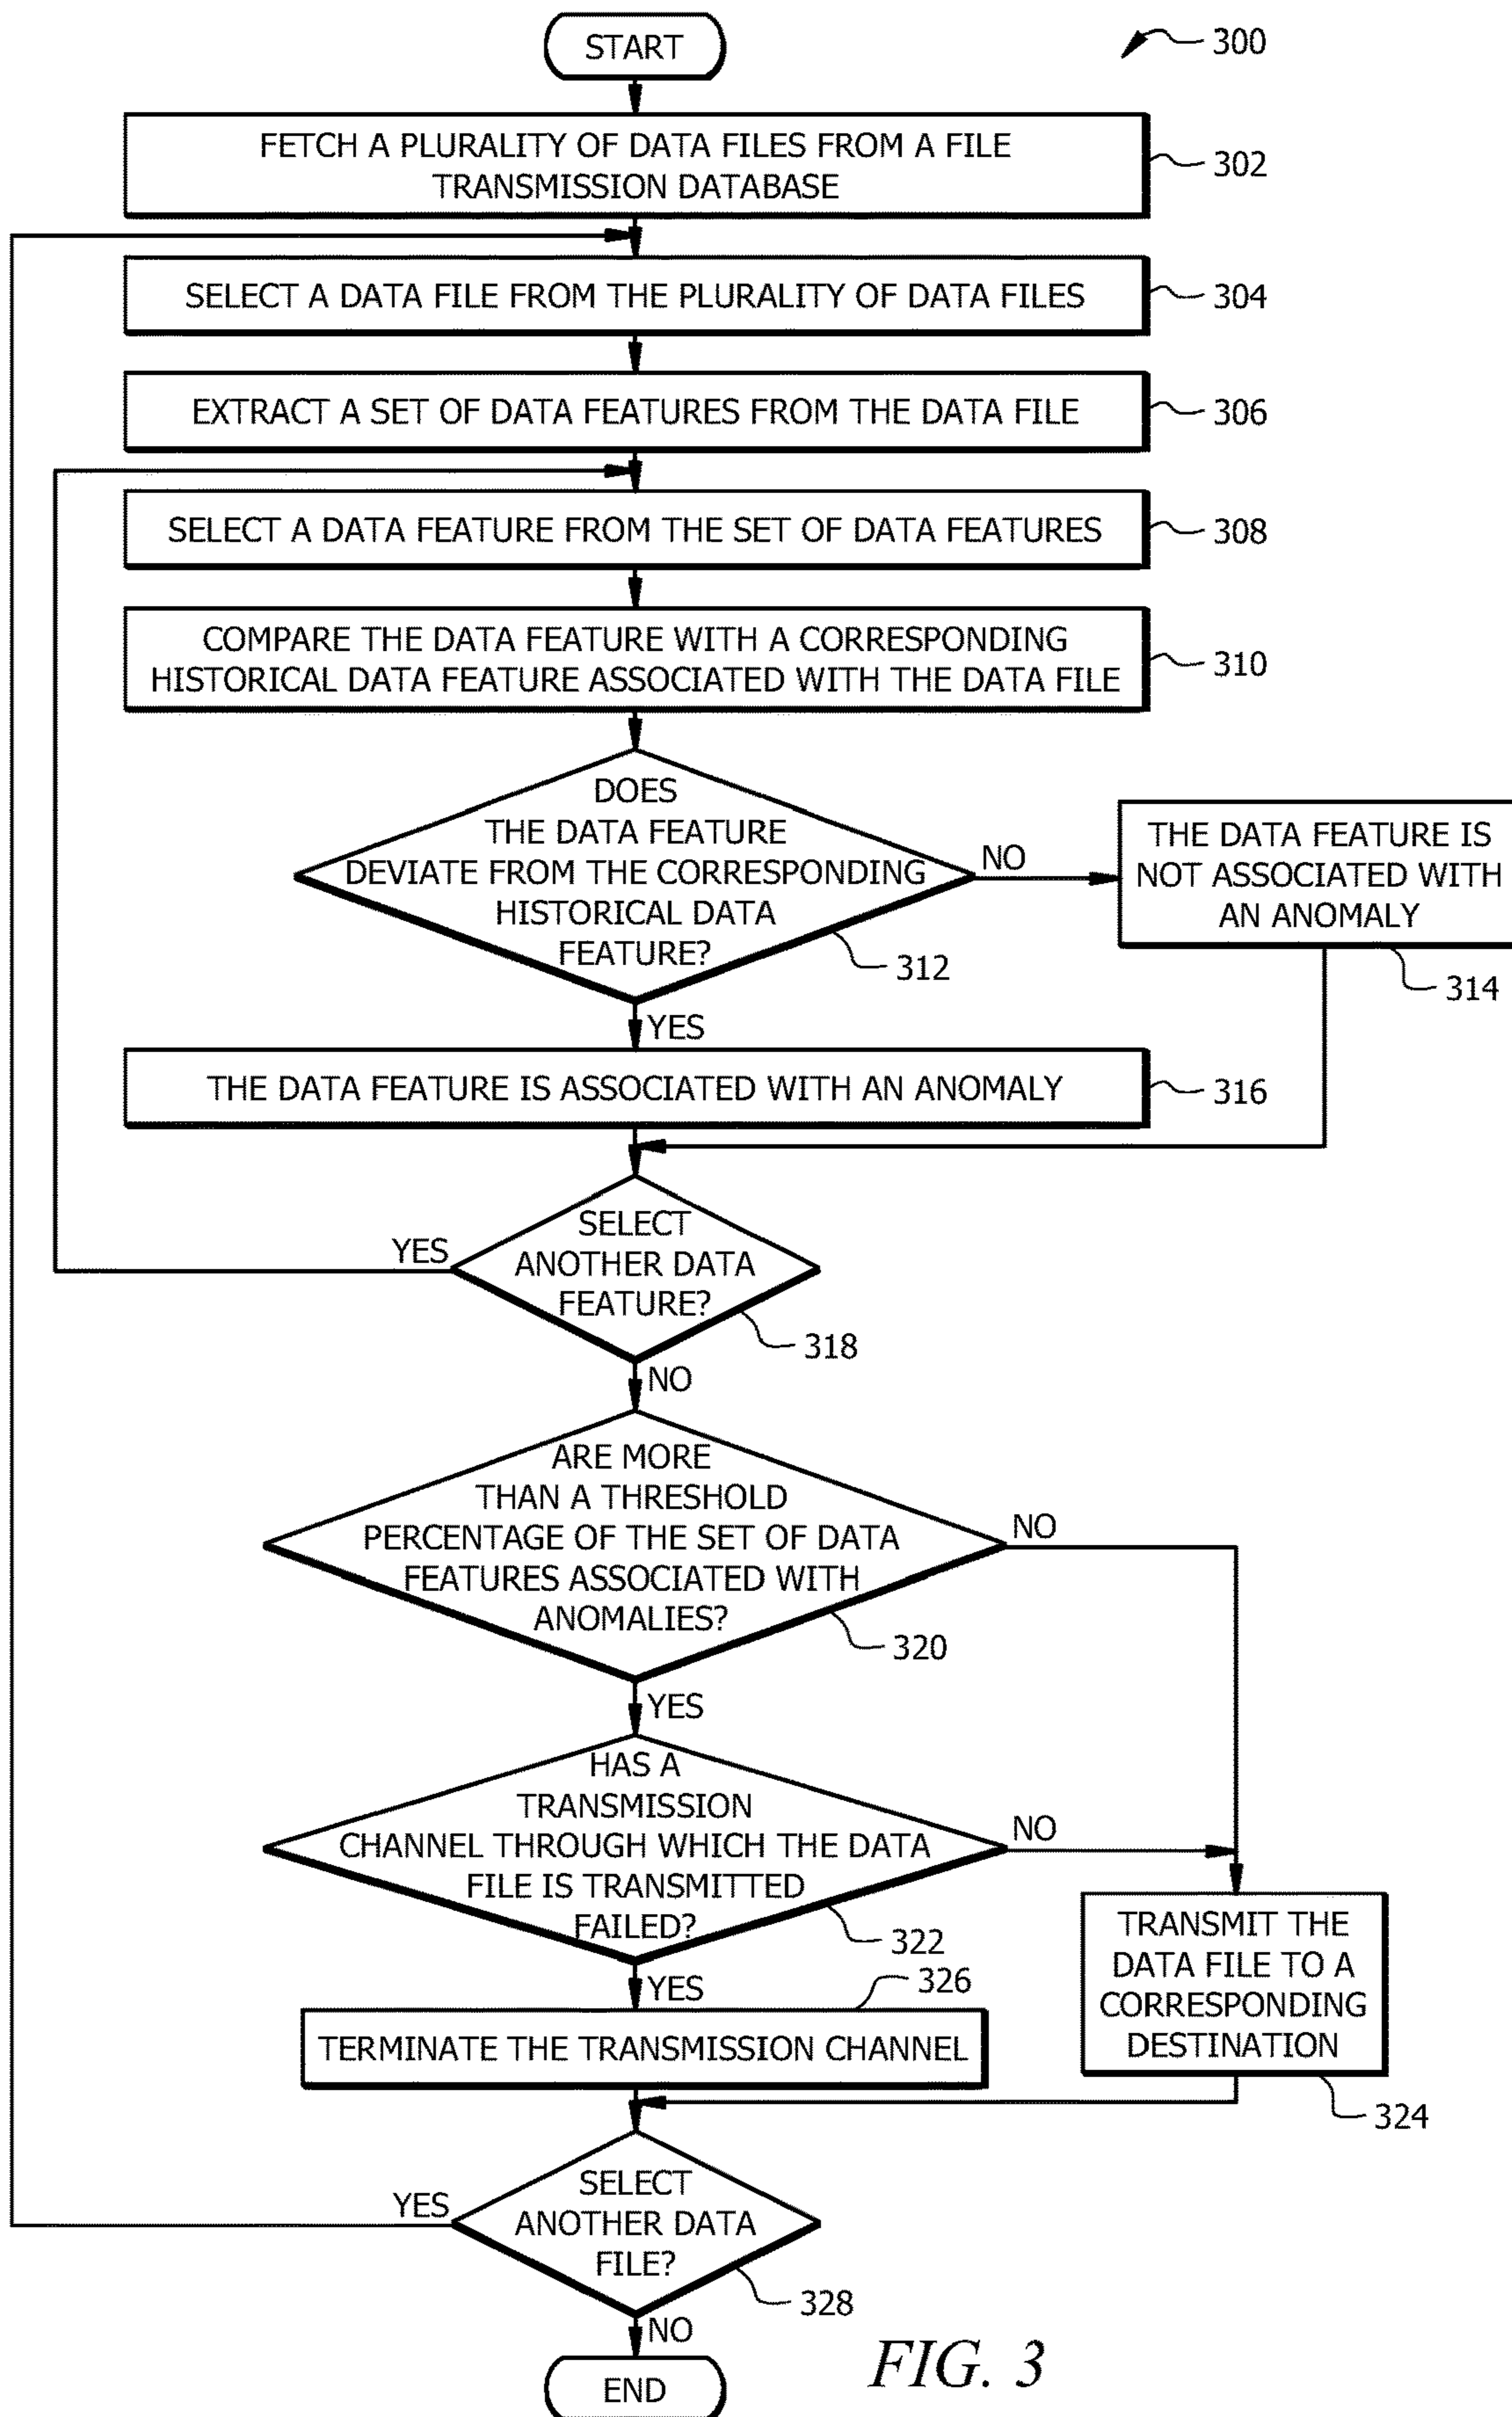 START
300
FETCH A PLURALITY OF DATA FILES FROM A FILE
TRANSMISSION DATABASE
302
SELECT A DATA FILE FROM THE PLURALITY OF DATA FILES
304
EXTRACT A SET OF DATA FEATURES FROM THE DATA FILE
306
SELECT A DATA FEATURE FROM THE SET OF DATA FEATURES
308
COMPARE THE DATA FEATURE WITH A CORRESPONDING
HISTORICAL DATA FEATURE ASSOCIATED WITH THE DATA FILE
310
DOES
THE DATA FEATURE
DEVIATE FROM THE CORRESPONDING
HISTORICAL DATA
FEATURE?
312
NO
THE DATA FEATURE IS
NOT ASSOCIATED WITH
AN ANOMALY
314
YES
THE DATA FEATURE IS ASSOCIATED WITH AN ANOMALY
316
SELECT
ANOTHER DATA
FEATURE?
318
YES
NO
ARE MORE
THAN A THRESHOLD
PERCENTAGE OF THE SET OF DATA
FEATURES ASSOCIATED WITH
ANOMALIES?
320
NO
YES
HAS A
TRANSMISSION
CHANNEL THROUGH WHICH THE DATA
FILE IS TRANSMITTED
FAILED?
322
NO
TRANSMIT THE
DATA FILE TO A
CORRESPONDING
DESTINATION
324
YES
326
TERMINATE THE TRANSMISSION CHANNEL
SELECT
ANOTHER DATA
FILE?
328
YES
NO
END
FIG. 3